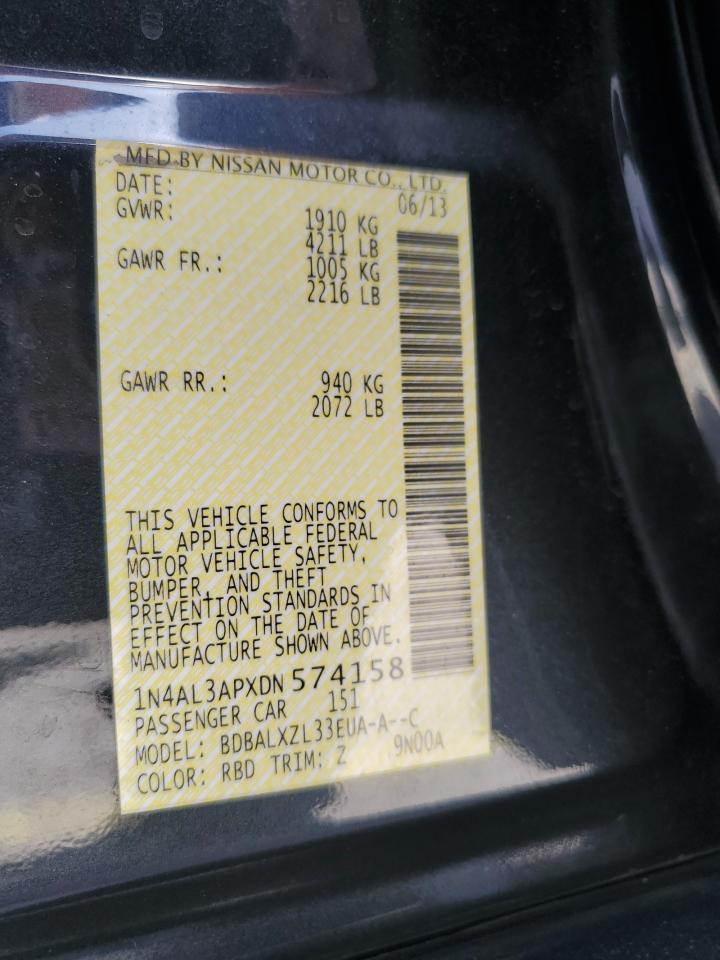 MFD BY NISSAN MOTOR CO., LTD.
DATE: 06/13
GVWR: 1910 KG
4211 LB
GAWR FR.: 1005 KG
2216 LB
GAWR RR.: 940 KG
2072 LB
THIS VEHICLE CONFORMS TO
ALL APPLICABLE FEDERAL
MOTOR VEHICLE SAFETY,
BUMPER, AND THEFT
PREVENTION STANDARDS IN
EFFECT ON THE DATE OF
MANUFACTURE SHOWN ABOVE.
1N4AL3APXDN574158
PASSENGER CAR 151
MODEL: BDBALXZL33EUA-A--C
COLOR: RBD TRIM: Z 9N00A